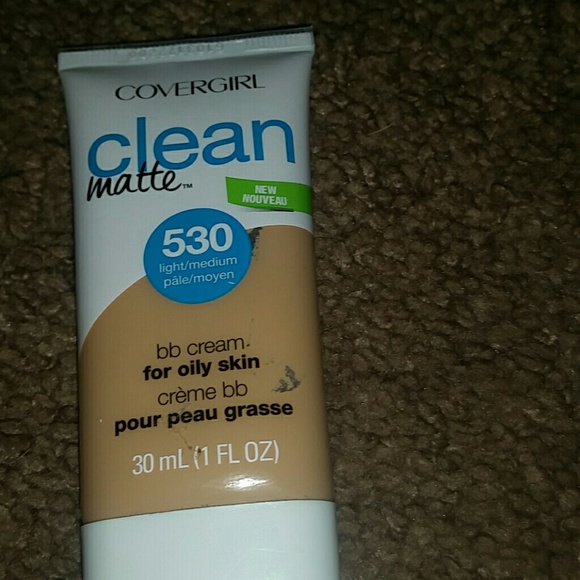 COVERGIRL
clean
matte™
NEW
NOUVEAU
530
light/medium
pâle/moyen
bb cream
for oily skin
crème bb
pour peau grasse
30 mL (1 FL OZ)